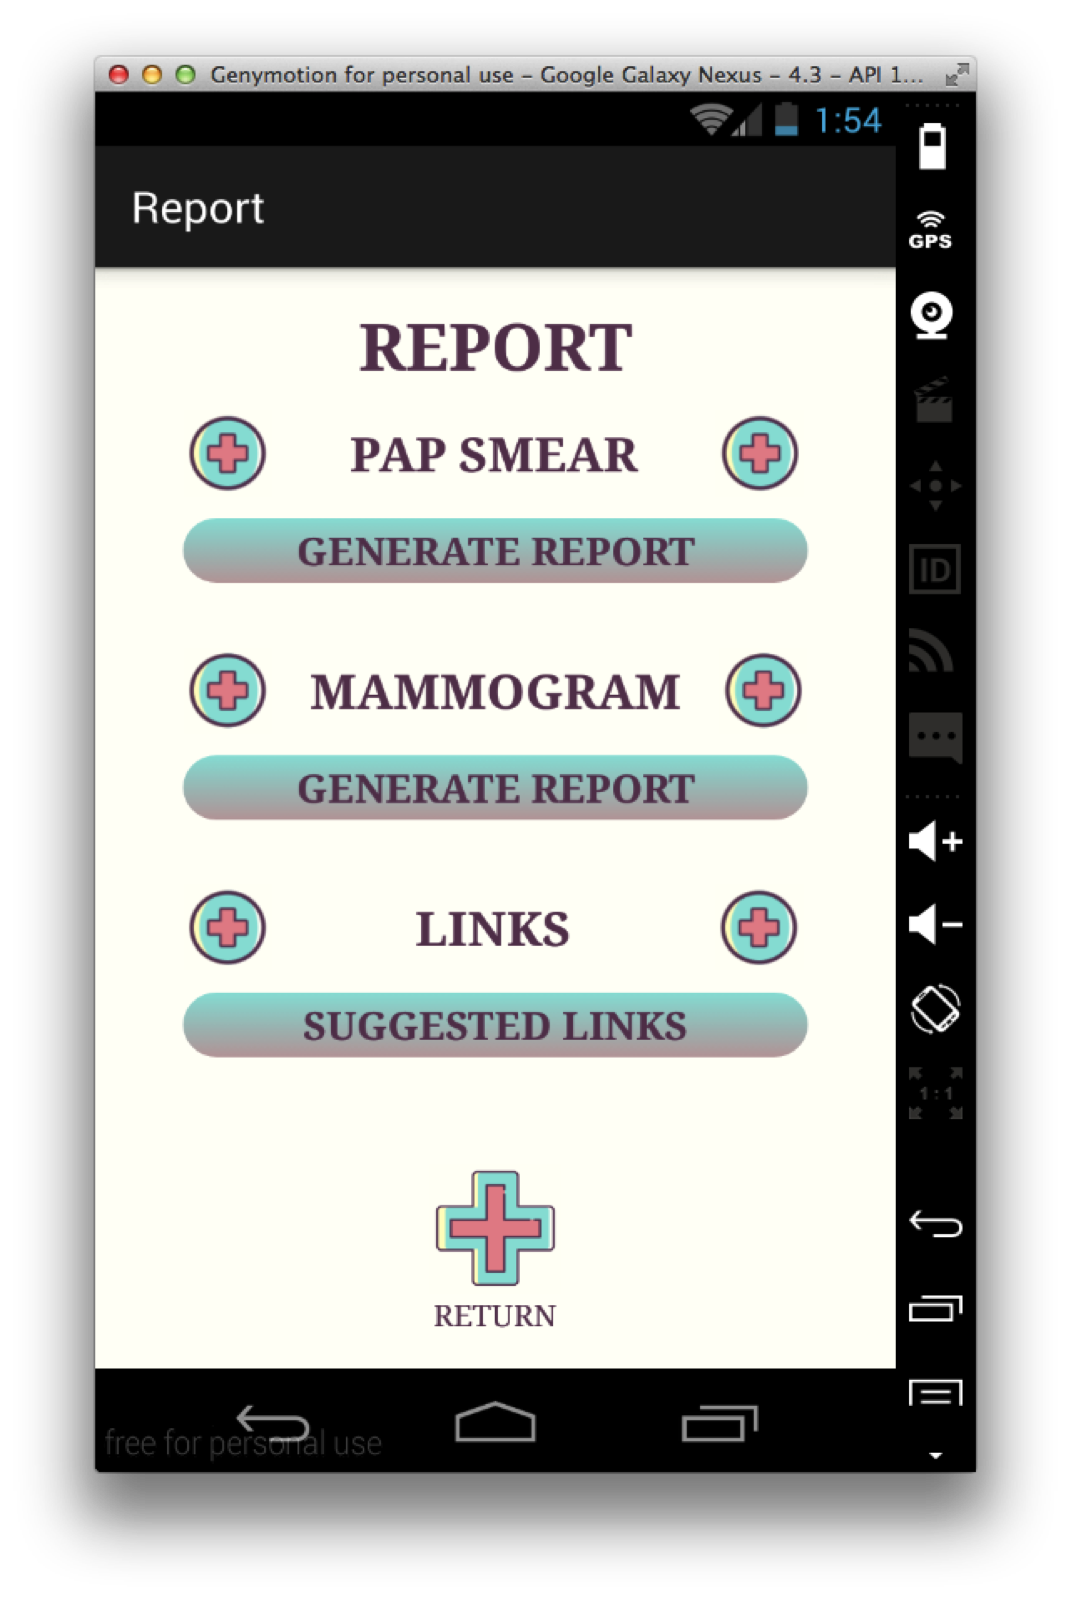 Genymotion for personal use – Google Galaxy Nexus – 4.3 – API 1...
1:54
GPS
Report
REPORT
PAP SMEAR
GENERATE REPORT
ID
MAMMOGRAM
GENERATE REPORT
LINKS
SUGGESTED LINKS
1:1
RETURN
free for personal use